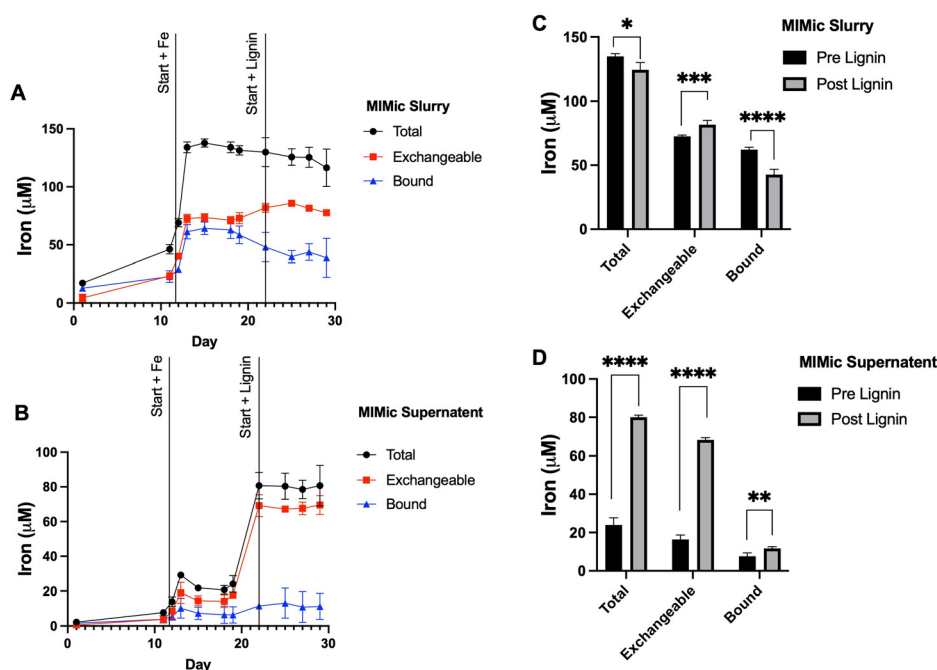 A
Start + Fe
Start + Lignin
MIMic Slurry
Total
Exchangeable
Bound
Iron (μM)
150
100
50
0
0
10
20
30
Day
B
Start + Fe
Start + Lignin
MIMic Supernatent
Total
Exchangeable
Bound
Iron (μM)
80
60
40
20
0
0
10
20
30
Day
C
MIMic Slurry
Pre Lignin
Post Lignin
Iron (μM)
150
100
50
0
*
***
****
Total
Exchangeable
Bound
D
MIMic Supernatent
Pre Lignin
Post Lignin
Iron (μM)
100
80
60
40
20
0
****
****
**
Total
Exchangeable
Bound